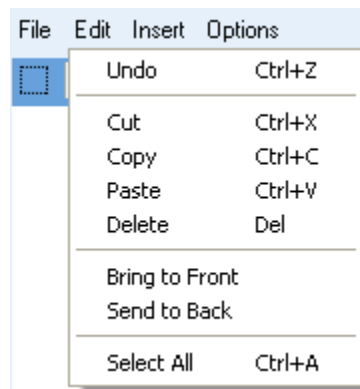 File Edit Insert Options
Undo Ctrl+Z
Cut Ctrl+X
Copy Ctrl+C
Paste Ctrl+V
Delete Del
Bring to Front
Send to Back
Select All Ctrl+A